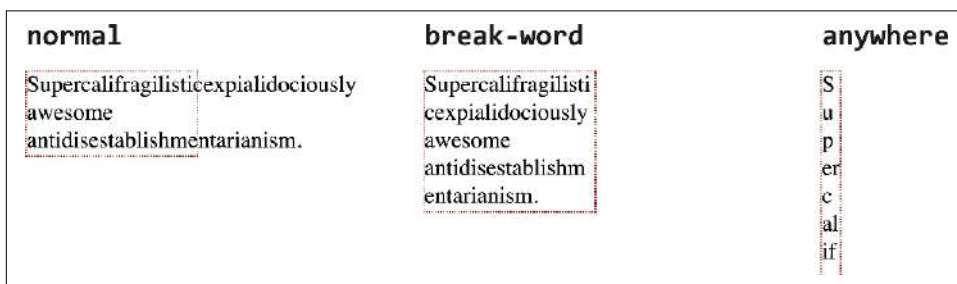 normal
Supercalifragilisticexpialidociously
awesome
antidisestablishmentarianism.
break-word
Supercalifragilisti
cexpialidociously
awesome
antidisestablishm
entarianism.
anywhere
S
u
p
er
c
al
if